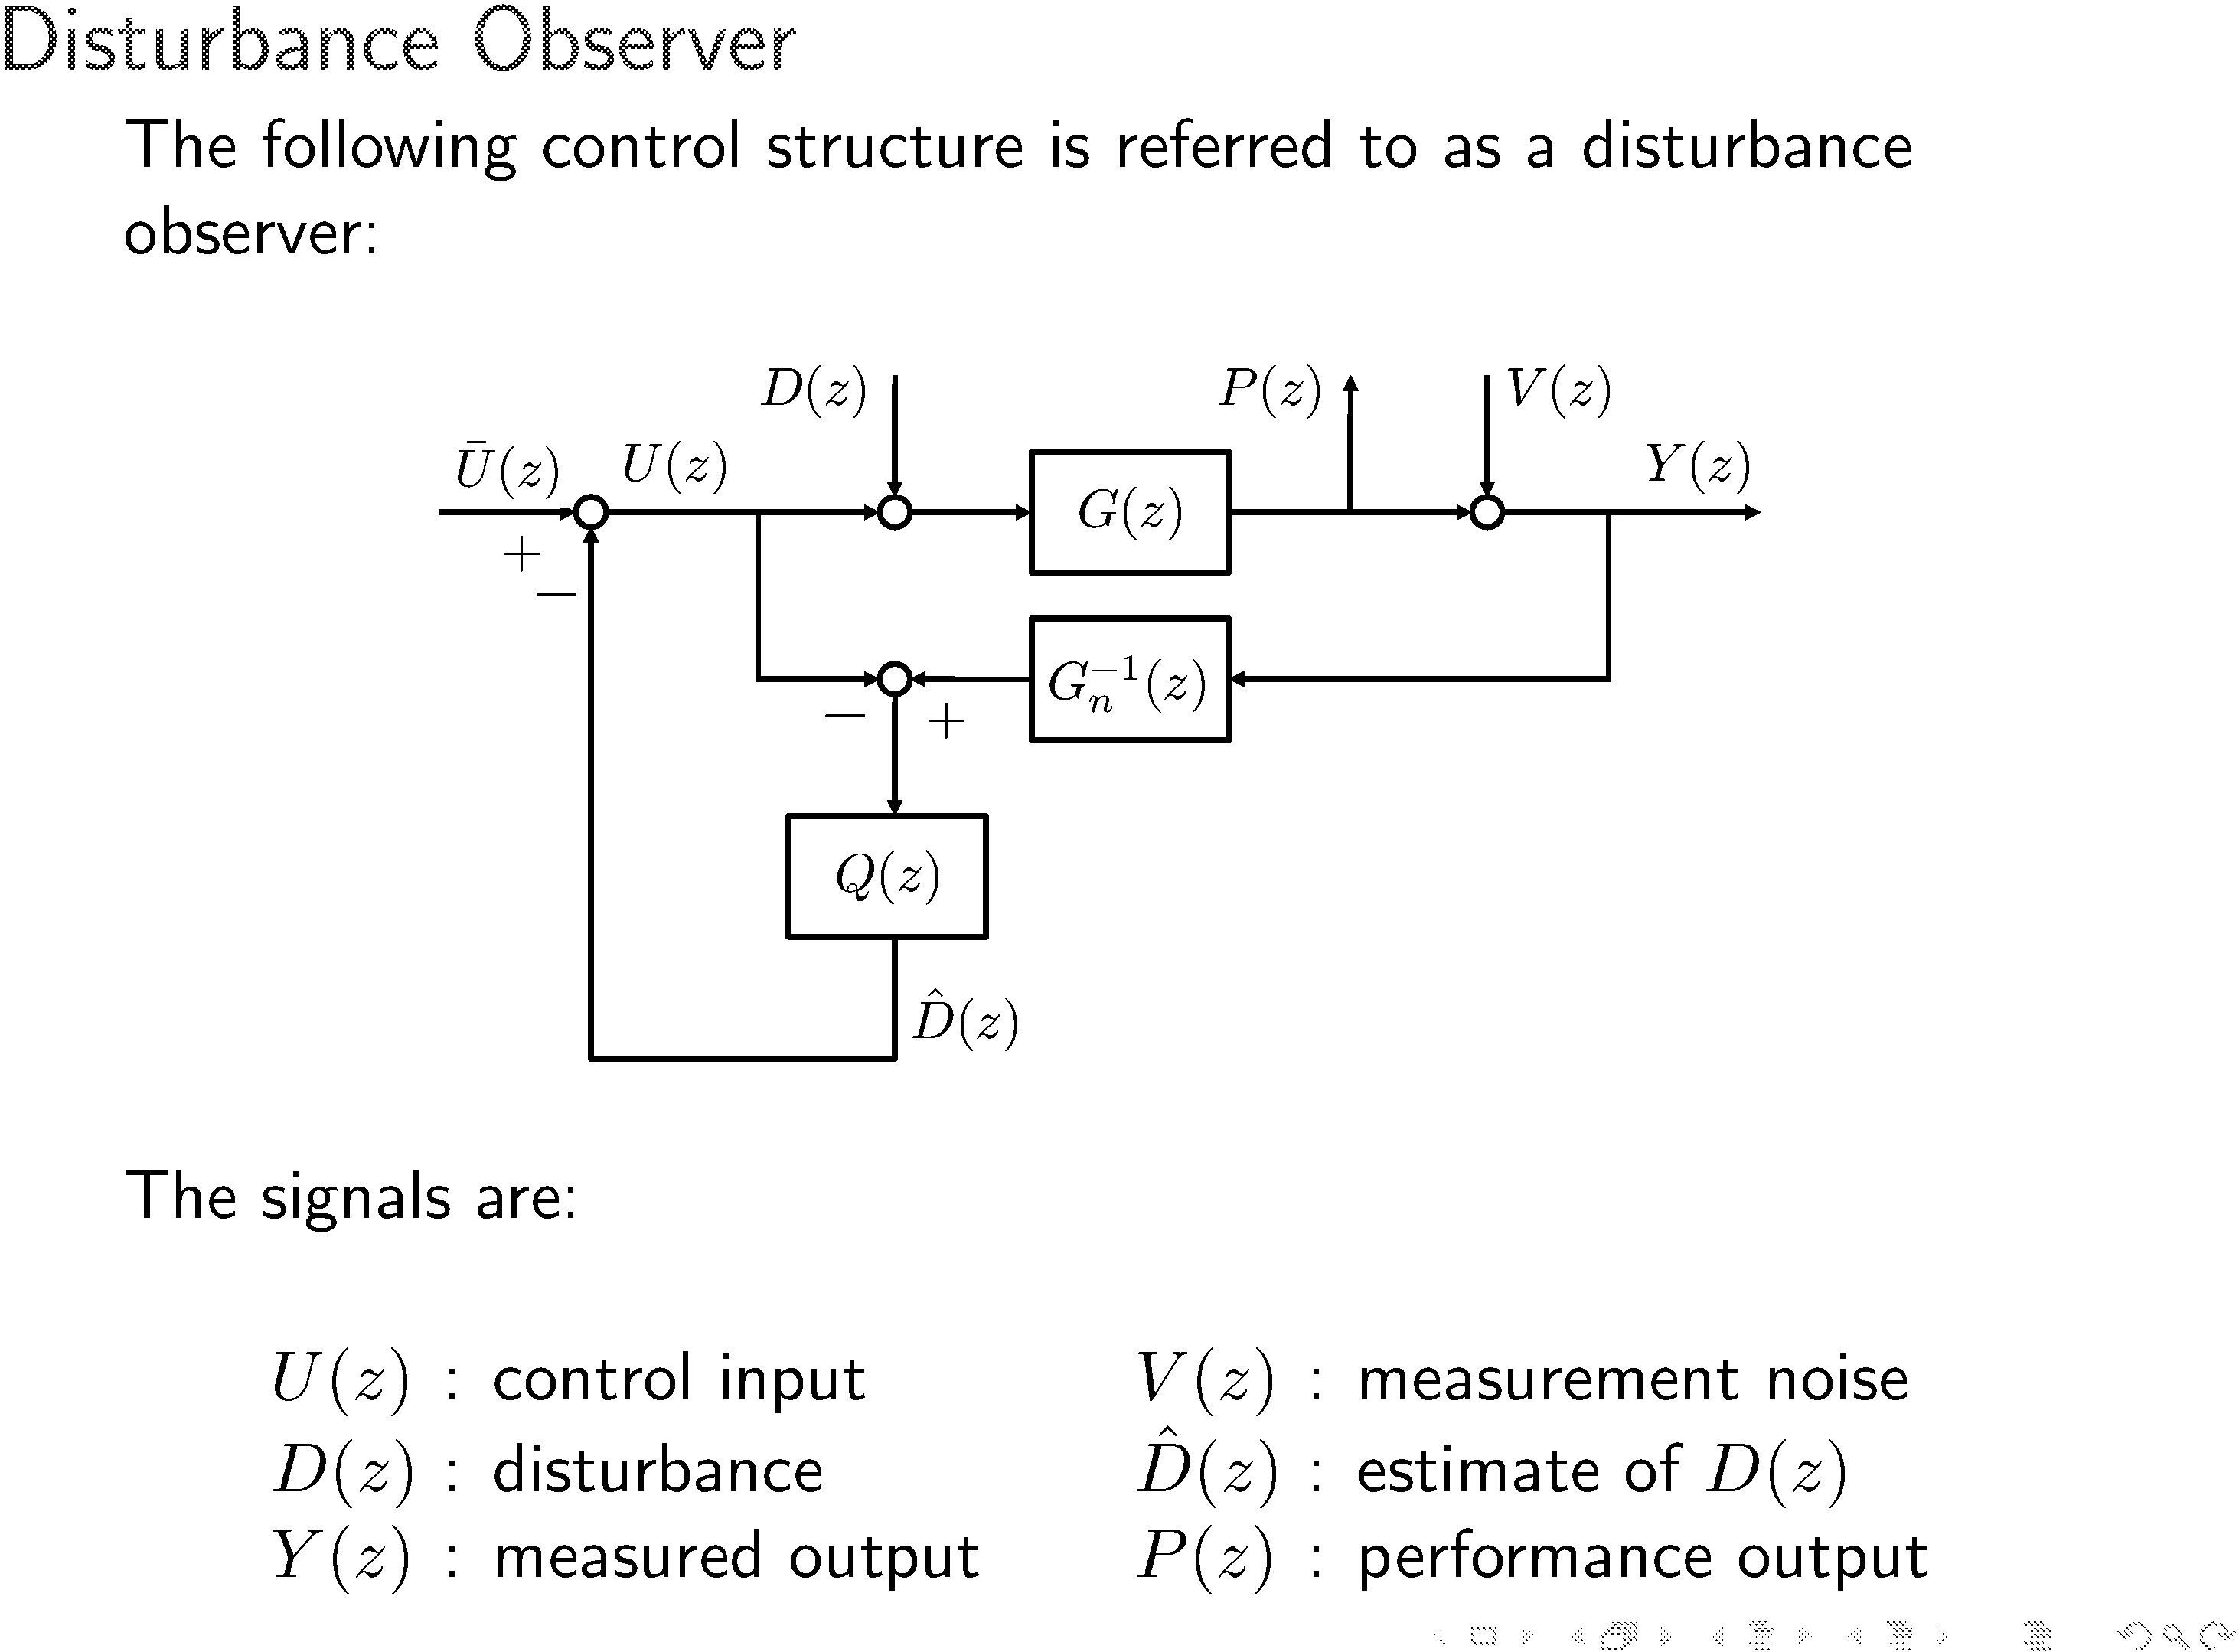 Disturbance Observer
The following control structure is referred to as a disturbance
observer:
D(z)
P(z)
V(z)
Ū(z)
U(z)
Y(z)
G(z)
+
−
G_n^{-1}(z)
−
+
Q(z)
D̂(z)
The signals are:
U(z) : control input
V(z) : measurement noise
D(z) : disturbance
D̂(z) : estimate of D(z)
Y(z) : measured output
P(z) : performance output